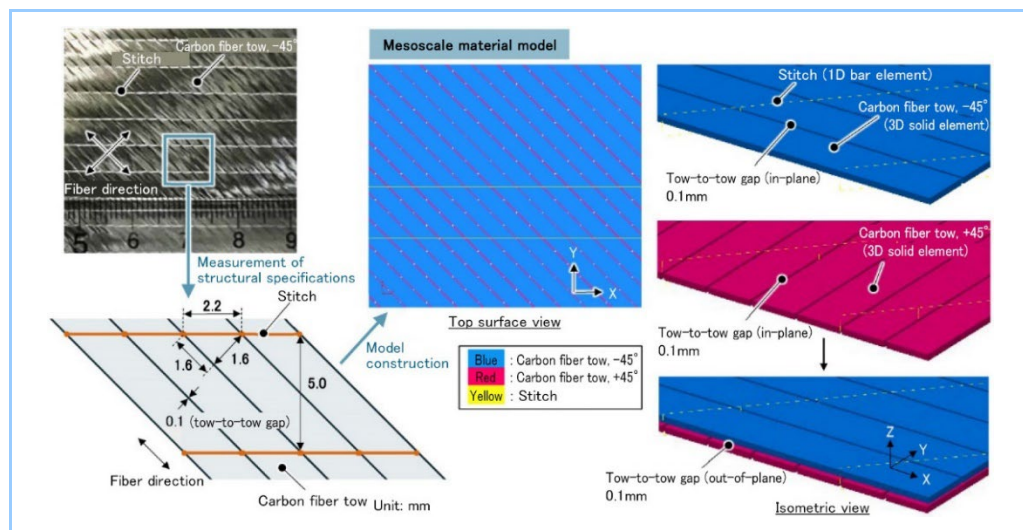 Carbon fiber tow, −45°
Stitch
Fiber direction
5 6 7 8 9
Measurement of
structural specifications
Stitch
2.2
1.6
1.6
5.0
0.1 (tow-to-tow gap)
Fiber direction
Carbon fiber tow
Unit: mm
Model
construction
Mesoscale material model
Y
X
Top surface view
Blue : Carbon fiber tow, −45°
Red : Carbon fiber tow, +45°
Yellow : Stitch
Stitch (1D bar element)
Carbon fiber tow, −45°
(3D solid element)
Tow-to-tow gap (in-plane)
0.1mm
Carbon fiber tow, +45°
(3D solid element)
Tow-to-tow gap (in-plane)
0.1mm
Z
Y
X
Tow-to-tow gap (out-of-plane)
0.1mm
Isometric view